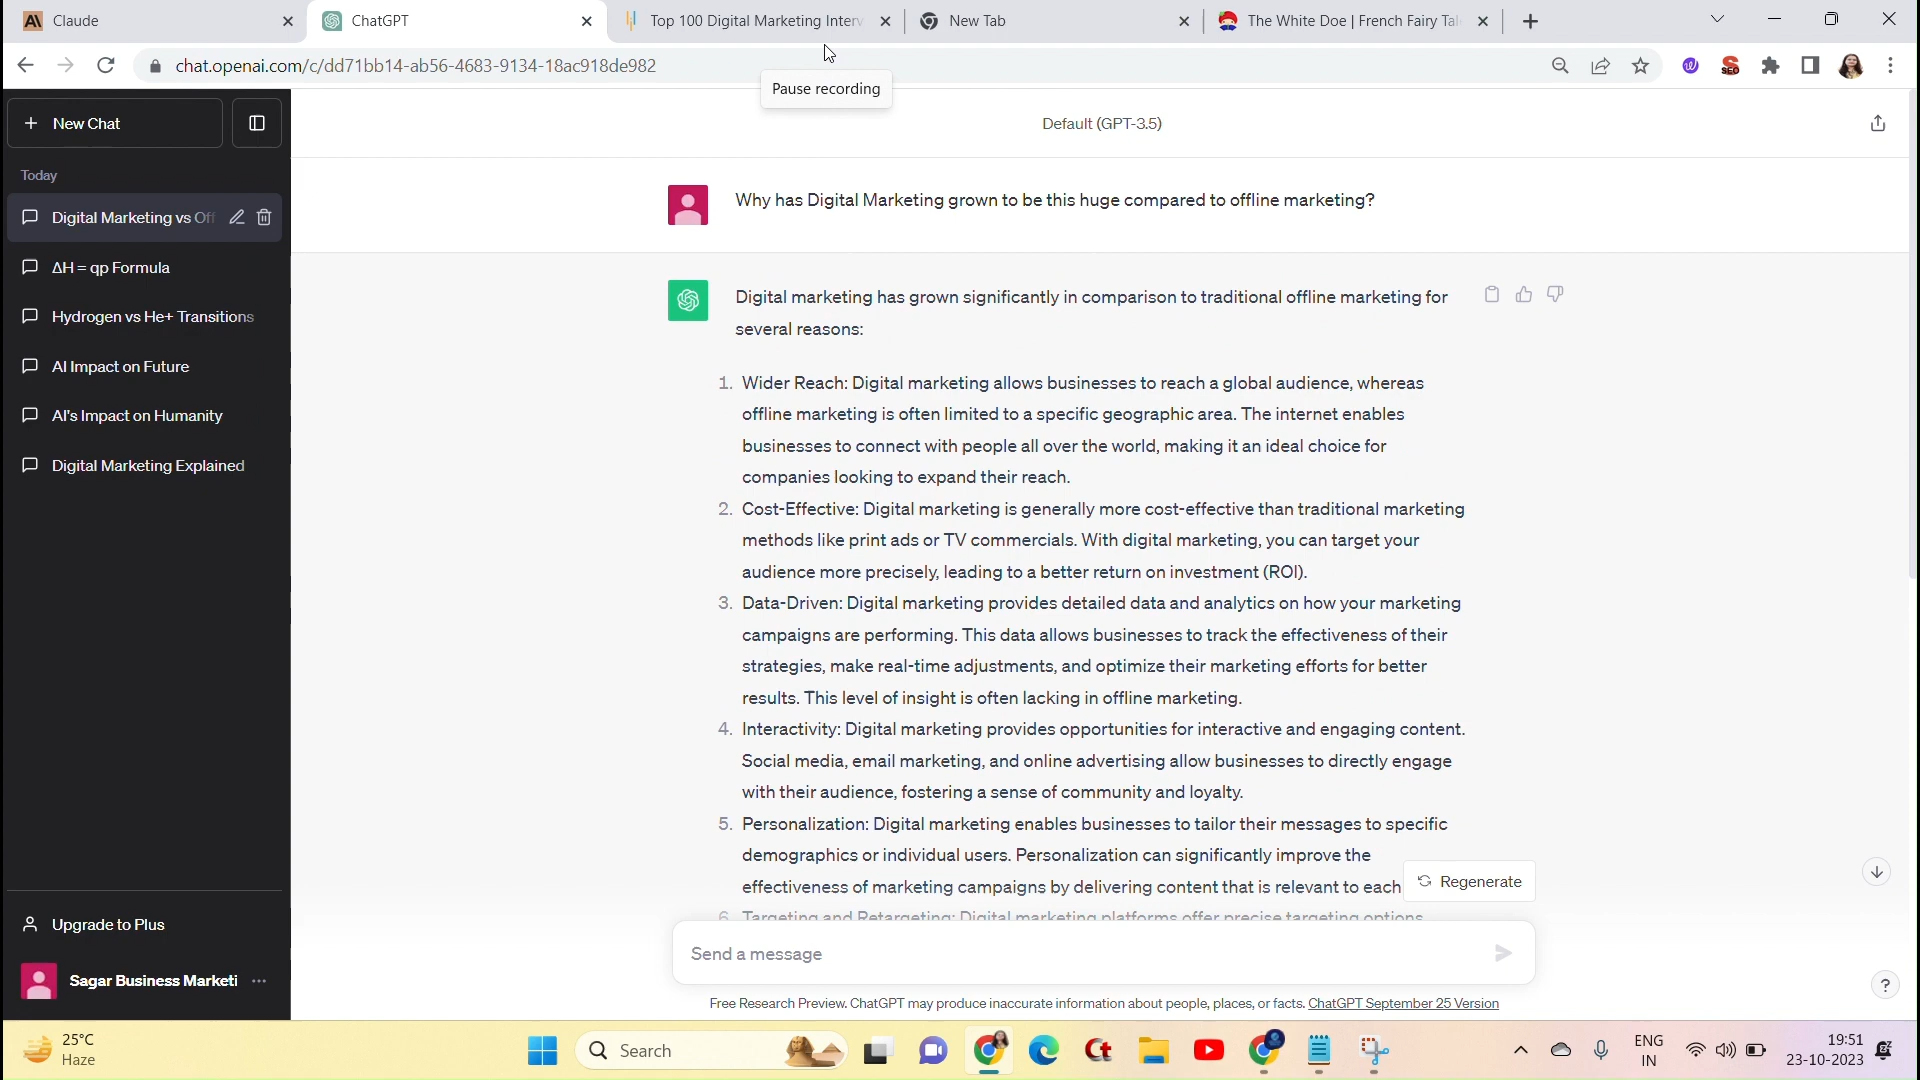 Claude
ChatGPT
Top 100 Digital Marketing Interv
New Tab
The White Doe | French Fairy Tal
chat.openai.com/c/dd71bb14-ab56-4683-9134-18ac918de982
SEO
Pause recording
New Chat
Default (GPT-3.5)
Today
Digital Marketing vs Off
ΔH = qp Formula
Hydrogen vs He+ Transitions
AI Impact on Future
AI's Impact on Humanity
Digital Marketing Explained
Upgrade to Plus
Sagar Business Marketi
Why has Digital Marketing grown to be this huge compared to offline marketing?
Digital marketing has grown significantly in comparison to traditional offline marketing for
several reasons:
1. Wider Reach: Digital marketing allows businesses to reach a global audience, whereas
offline marketing is often limited to a specific geographic area. The internet enables
businesses to connect with people all over the world, making it an ideal choice for
companies looking to expand their reach.
2. Cost-Effective: Digital marketing is generally more cost-effective than traditional marketing
methods like print ads or TV commercials. With digital marketing, you can target your
audience more precisely, leading to a better return on investment (ROI).
3. Data-Driven: Digital marketing provides detailed data and analytics on how your marketing
campaigns are performing. This data allows businesses to track the effectiveness of their
strategies, make real-time adjustments, and optimize their marketing efforts for better
results. This level of insight is often lacking in offline marketing.
4. Interactivity: Digital marketing provides opportunities for interactive and engaging content.
Social media, email marketing, and online advertising allow businesses to directly engage
with their audience, fostering a sense of community and loyalty.
5. Personalization: Digital marketing enables businesses to tailor their messages to specific
demographics or individual users. Personalization can significantly improve the
effectiveness of marketing campaigns by delivering content that is relevant to each
6. Targeting and Retargeting: Digital marketing platforms offer precise targeting options
Regenerate
Send a message
Free Research Preview. ChatGPT may produce inaccurate information about people, places, or facts. ChatGPT September 25 Version
?
25°C
Haze
Search
Ct
ENG
IN
19:51
23-10-2023